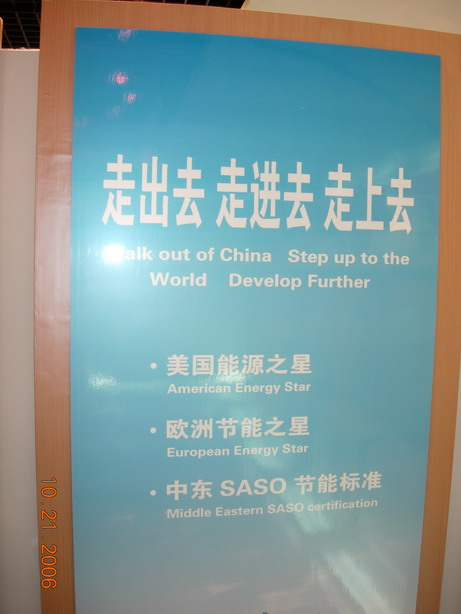 走出去 走进去 走上去
Walk out of China Step up to the
World Develop Further
• 美国能源之星
American Energy Star
• 欧洲节能之星
European Energy Star
• 中东 SASO 节能标准
Middle Eastern SASO certification
10.21.2006